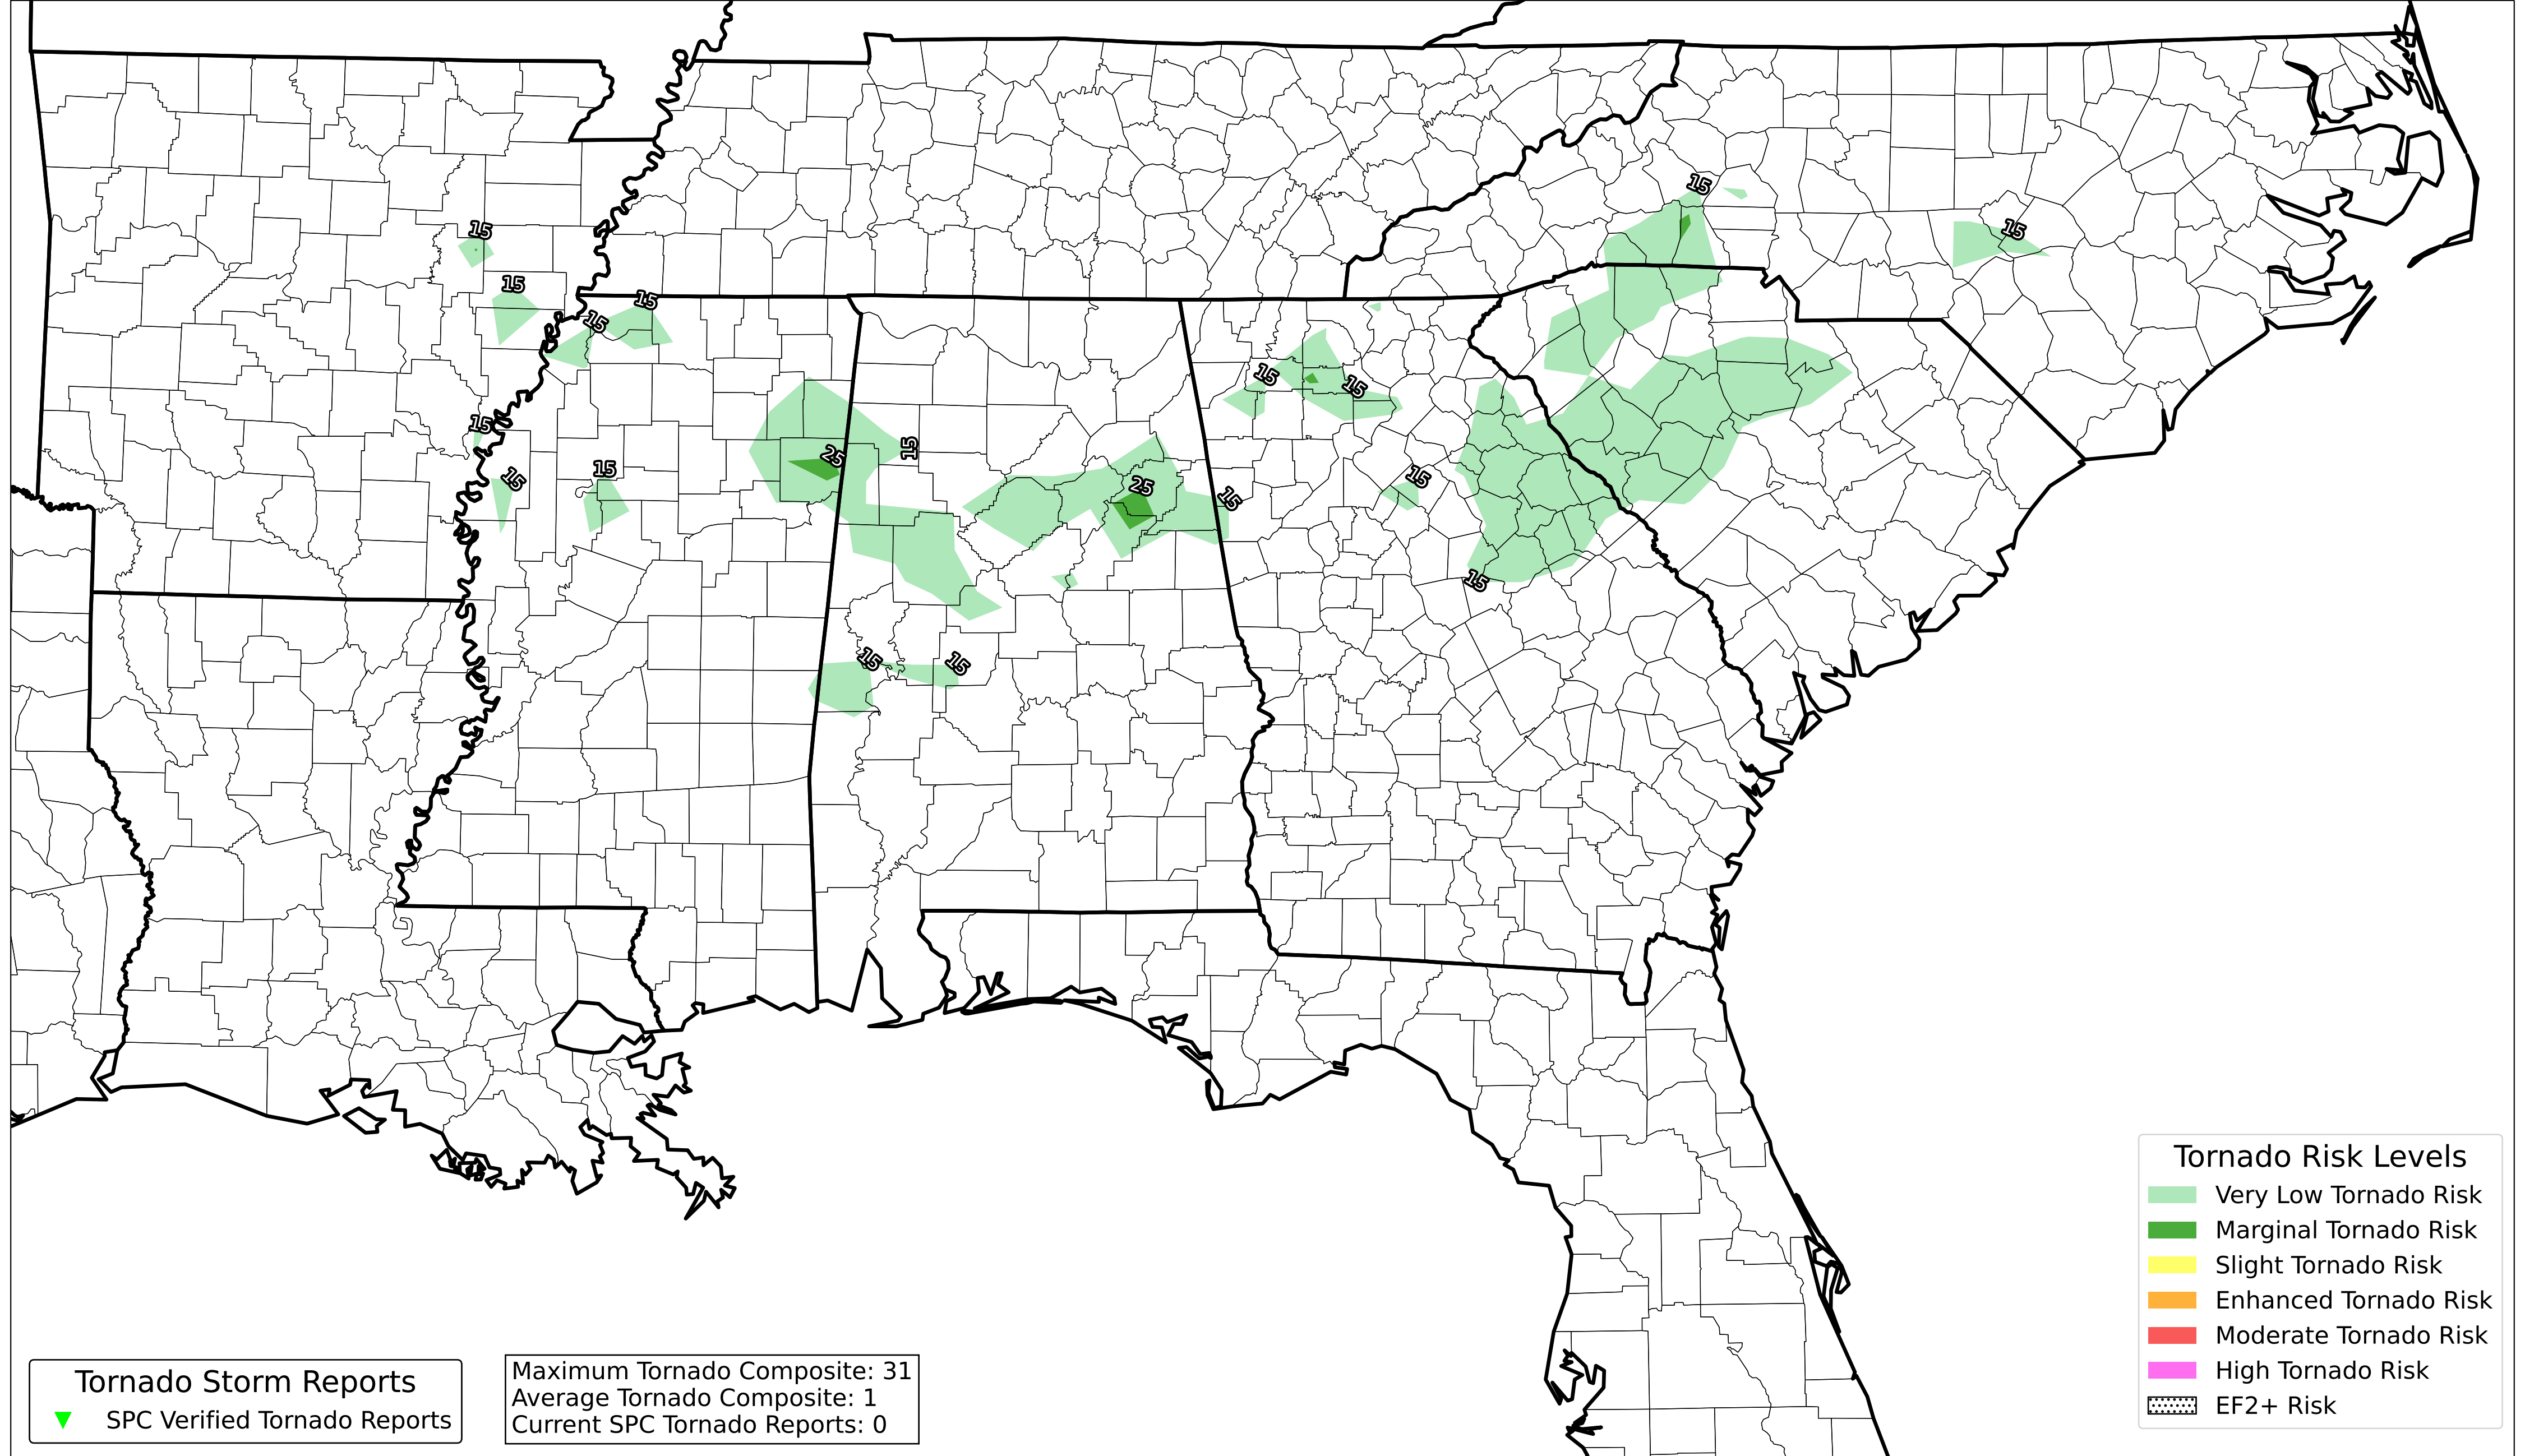 15
15
15
15
15
15
15
15
25
15
25
15
15
15
15
15
15
15
15
Tornado Risk Levels
Very Low Tornado Risk
Marginal Tornado Risk
Slight Tornado Risk
Enhanced Tornado Risk
Moderate Tornado Risk
High Tornado Risk
EF2+ Risk
Tornado Storm Reports
SPC Verified Tornado Reports
Maximum Tornado Composite: 31
Average Tornado Composite: 1
Current SPC Tornado Reports: 0